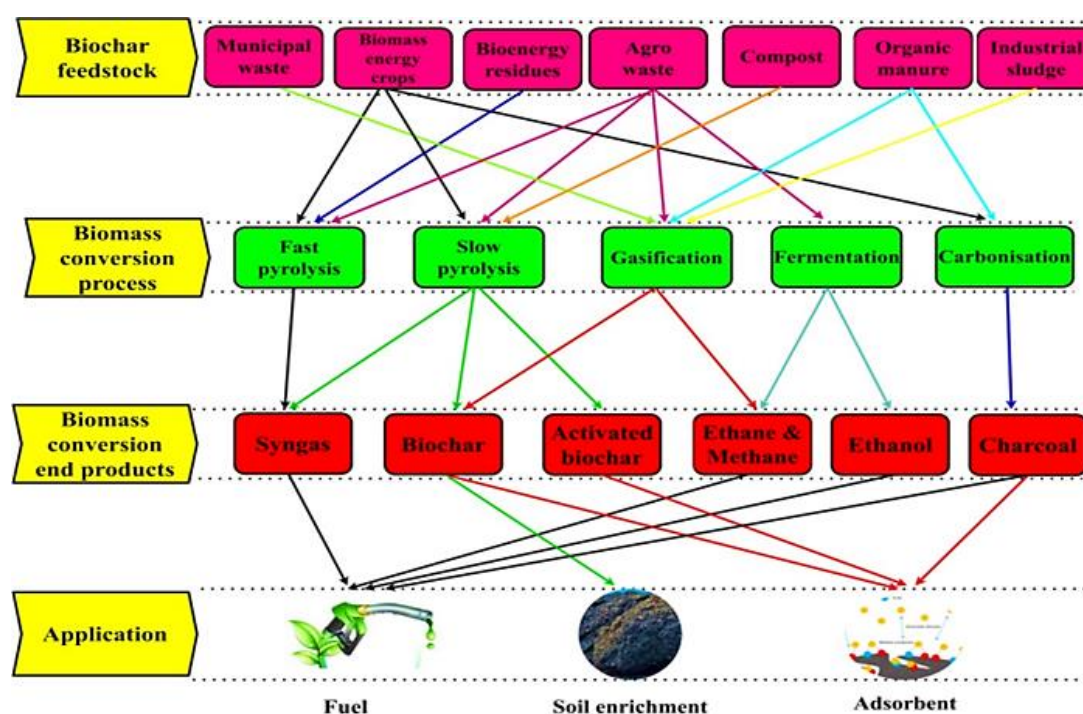 Biochar
feedstock
Municipal
waste
Biomass
energy
crops
Bioenergy
residues
Agro
waste
Compost
Organic
manure
Industrial
sludge
Biomass
conversion
process
Fast
pyrolysis
Slow
pyrolysis
Gasification
Fermentation
Carbonisation
Biomass
conversion
end products
Syngas
Biochar
Activated
biochar
Ethane &
Methane
Ethanol
Charcoal
Application
Fuel
Soil enrichment
Adsorbent